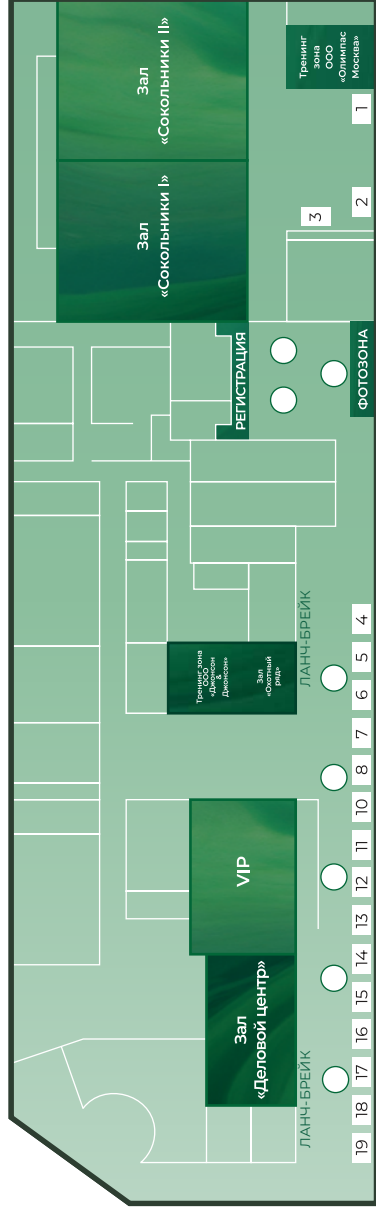 Зал
«Сокольники II»
Тренинг
зона
ООО
«Олимпас
Москва»
1
Зал
«Сокольники I»
3
2
РЕГИСТРАЦИЯ
ФОТОЗОНА
Тренинг зона
ООО
«Джонсон
&
Джонсон»
Зал
«Охотный
ряд»
ЛАНЧ-БРЕЙК
4
5
6
7
8
10
11
12
13
14
15
16
17
18
19
VIP
Зал
«Деловой центр»
ЛАНЧ-БРЕЙК